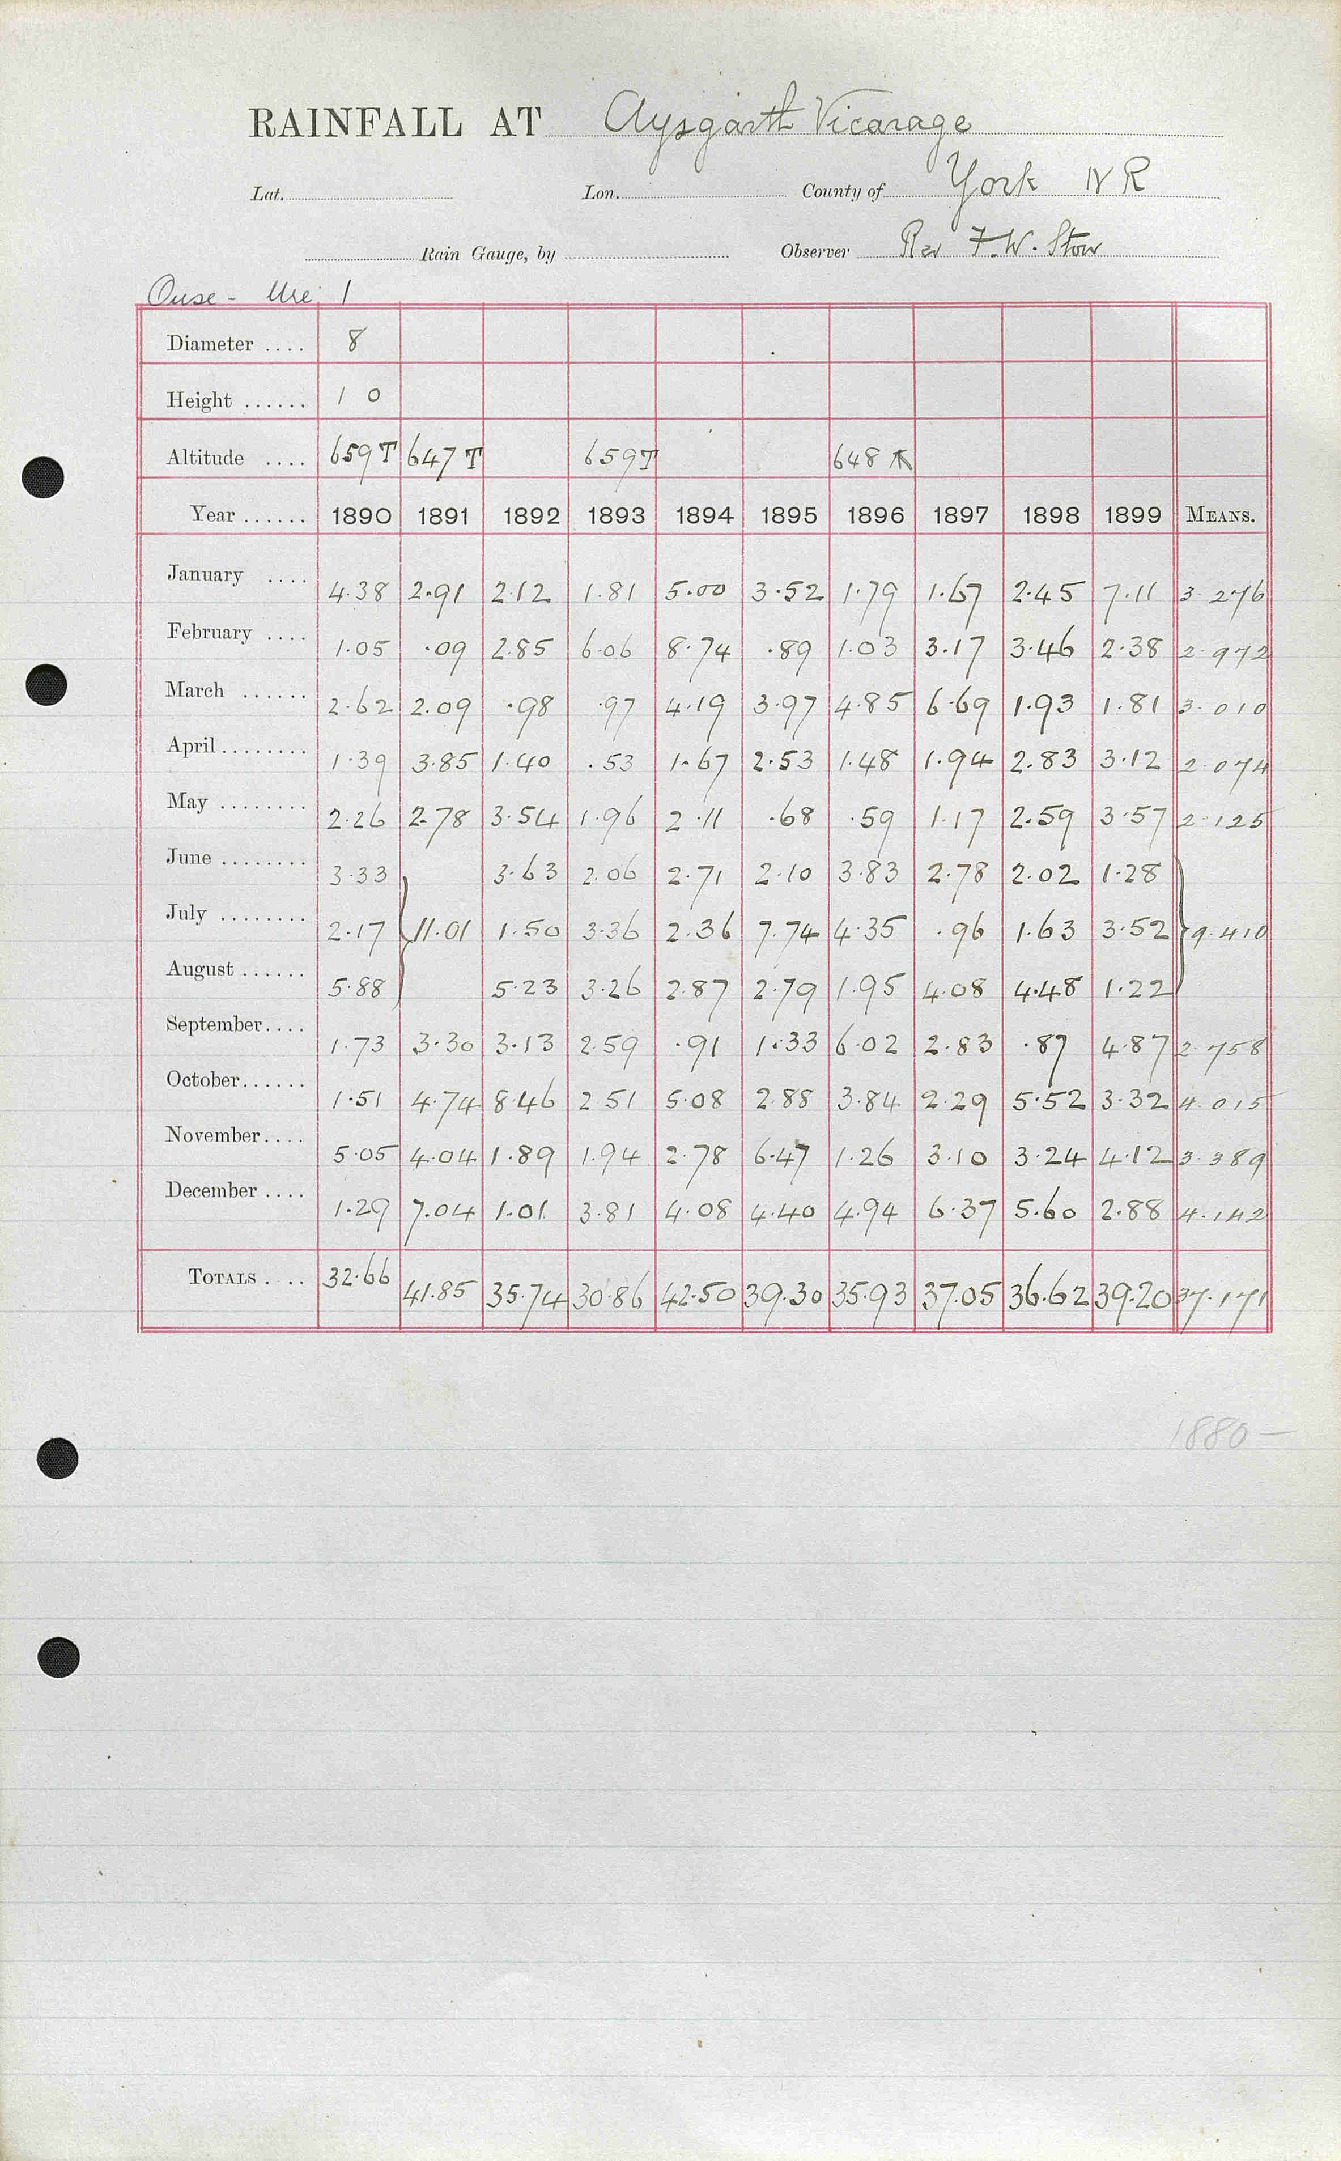 RAINFALL AT Aysgarth Vicarage
Lat. Lon. County of York N R
Rain Gauge, by Observer Rev F.W. Stow
Ouse - Ure 1
Diameter .... 8
Height ...... 1 0
Altitude .... 659T 647T 659T 648
Year ...... 1890 1891 1892 1893 1894 1895 1896 1897 1898 1899 MEANS.
January .... 4.38 2.91 2.12 1.81 5.00 3.52 1.79 1.67 2.45 7.11 3.276
February .... 1.05 .09 2.85 6.06 8.74 .89 1.03 3.17 3.46 2.38 2.972
March ...... 2.62 2.09 .98 .97 4.19 3.97 4.85 6.69 1.93 1.81 3.010
April ........ 1.39 3.85 1.40 .53 1.67 2.53 1.48 1.94 2.83 3.12 2.074
May ........ 2.26 2.78 3.54 1.96 2.11 .68 .59 1.17 2.59 3.57 2.125
June ........ 3.33 3.63 2.06 2.71 2.10 3.83 2.78 2.02 1.28
July ........ 2.17 11.01 1.50 3.36 2.36 7.74 4.35 .96 1.63 3.52 9.410
August ...... 5.88 5.23 3.26 2.87 2.79 1.95 4.08 4.48 1.22
September .... 1.73 3.30 3.13 2.59 .91 1.33 6.02 2.83 .87 4.87 2.758
October ...... 1.51 4.74 8.46 2.51 5.08 2.88 3.84 2.29 5.52 3.32 4.015
November .... 5.05 4.04 1.89 1.94 2.78 6.47 1.26 3.10 3.24 4.12 3.389
December .... 1.29 7.04 1.01 3.81 4.08 4.40 4.94 6.37 5.60 2.88 4.142
TOTALS .... 32.66 41.85 35.74 30.86 42.50 39.30 35.93 37.05 36.62 39.20 37.171
1880 -